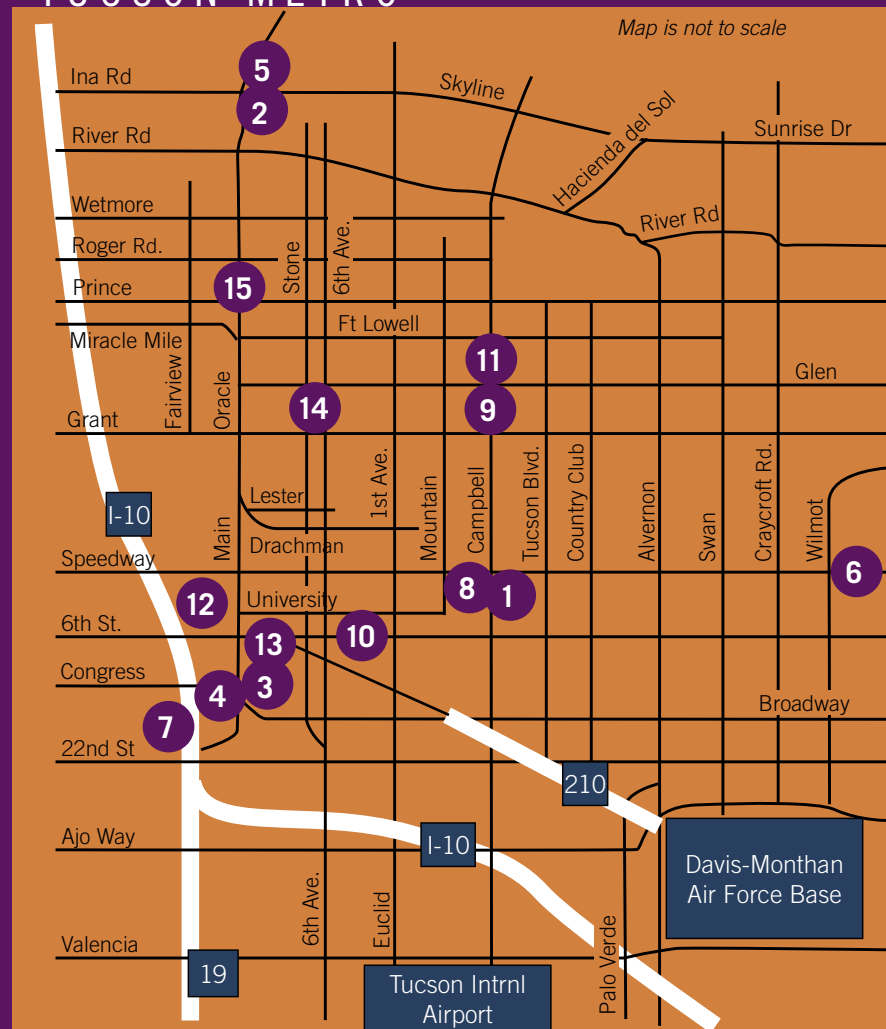 TUCSON METRO
Map is not to scale
5
Ina Rd
Skyline
2
Hacienda del Sol
Sunrise Dr
River Rd
Wetmore
River Rd
Roger Rd.
Stone
6th Ave.
15
Prince
Ft Lowell
Miracle Mile
11
Glen
Fairview
Oracle
14
9
Grant
1st Ave.
Mountain
Campbell
Tucson Blvd.
Country Club
Alvernon
Swan
Craycroft Rd.
Wilmot
Lester
I-10
Main
Drachman
Speedway
6
8
1
University
12
6th St.
10
13
Congress
3
4
Broadway
7
22nd St
210
Ajo Way
I-10
Davis-Monthan
Air Force Base
6th Ave.
Euclid
Palo Verde
Valencia
19
Tucson Intrnl
Airport